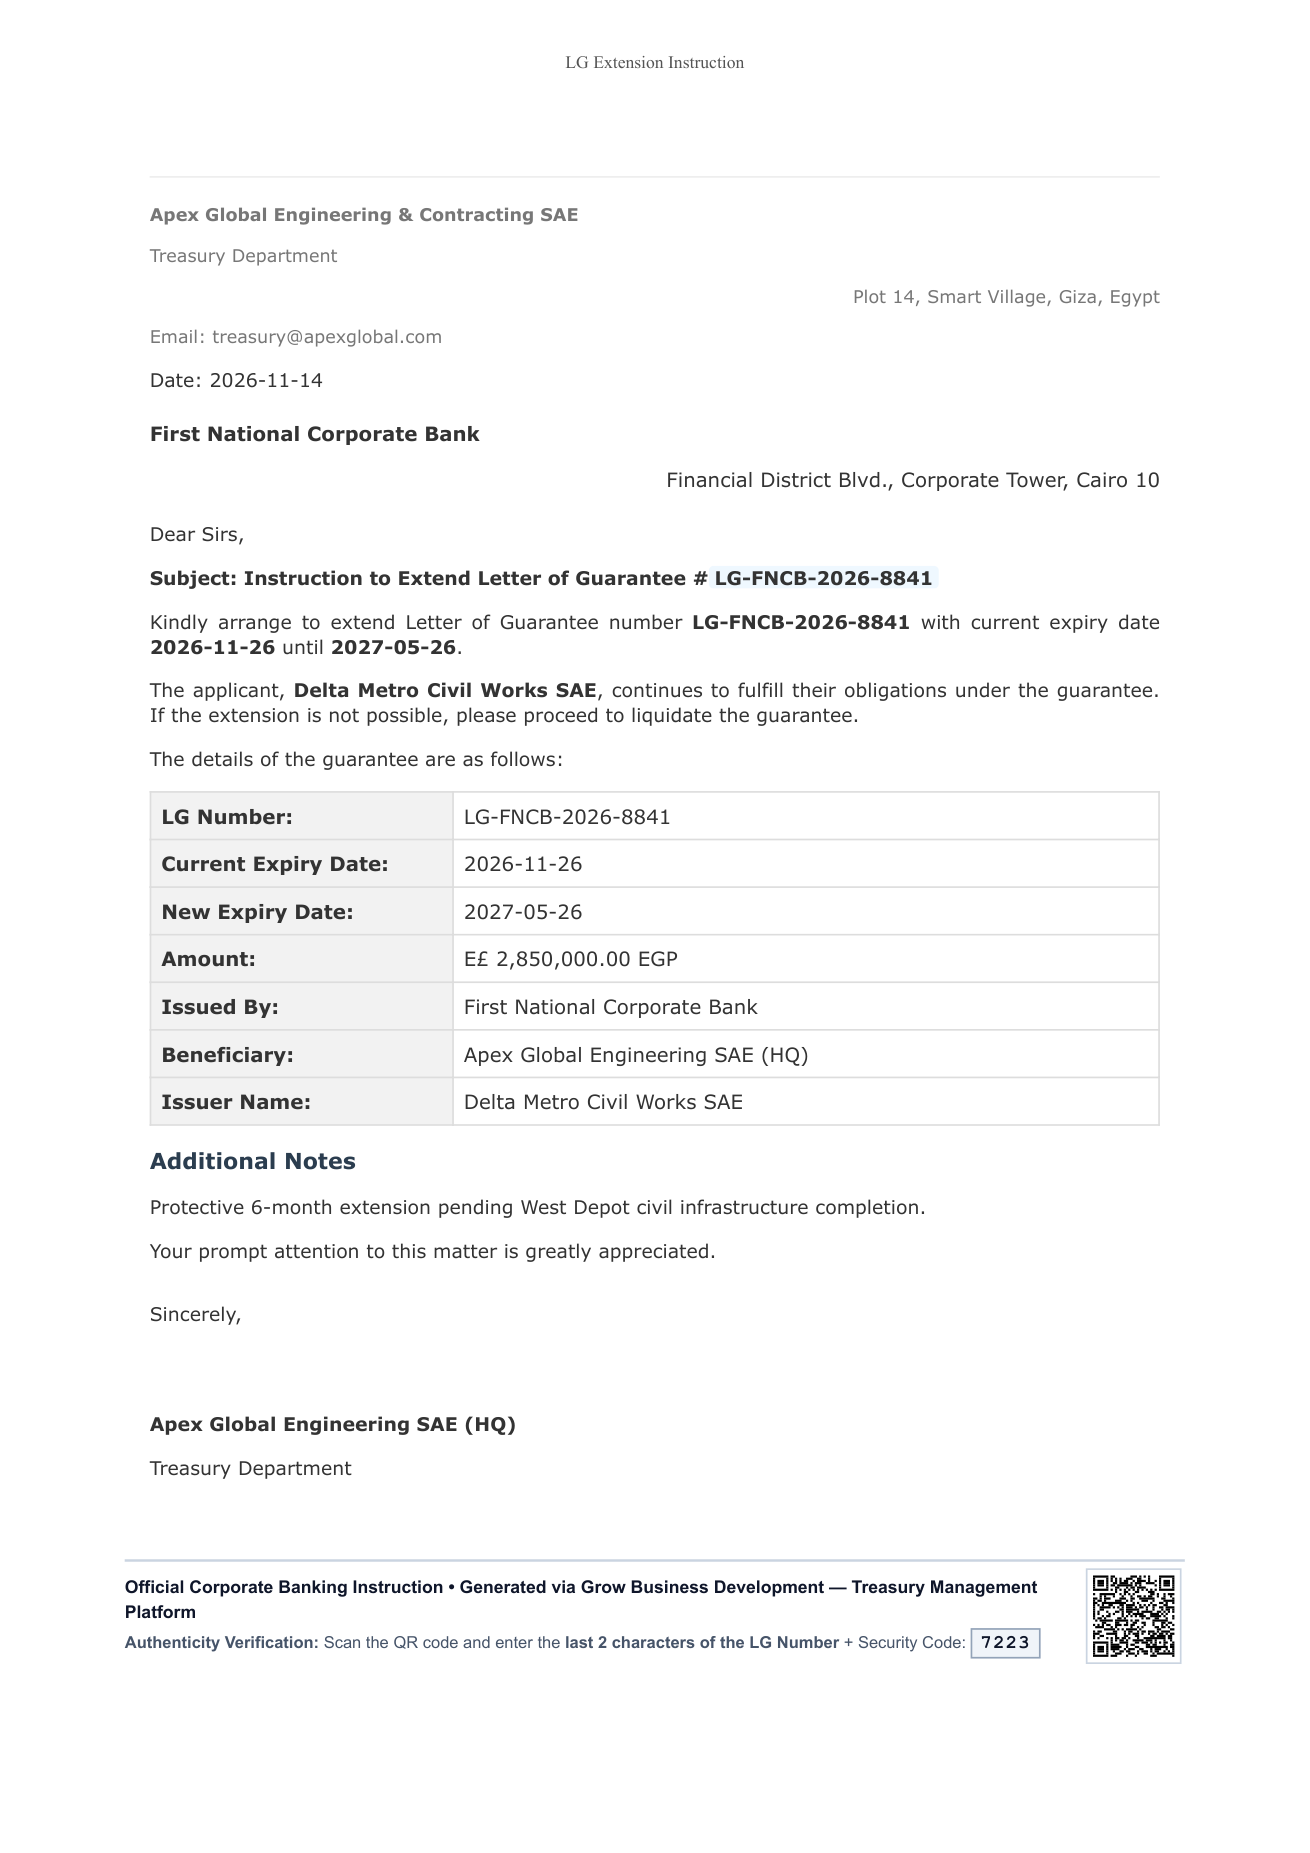 LG Extension Instruction
Apex Global Engineering & Contracting SAE
Treasury Department
Plot 14, Smart Village, Giza, Egypt
Email: treasury@apexglobal.com
Date: 2026-11-14
First National Corporate Bank
Financial District Blvd., Corporate Tower, Cairo 10
Dear Sirs,
Subject: Instruction to Extend Letter of Guarantee # LG-FNCB-2026-8841
Kindly arrange to extend Letter of Guarantee number LG-FNCB-2026-8841 with current expiry date
2026-11-26 until 2027-05-26.
The applicant, Delta Metro Civil Works SAE, continues to fulfill their obligations under the guarantee.
If the extension is not possible, please proceed to liquidate the guarantee.
The details of the guarantee are as follows:
LG Number: LG-FNCB-2026-8841
Current Expiry Date: 2026-11-26
New Expiry Date: 2027-05-26
Amount: E£ 2,850,000.00 EGP
Issued By: First National Corporate Bank
Beneficiary: Apex Global Engineering SAE (HQ)
Issuer Name: Delta Metro Civil Works SAE
Additional Notes
Protective 6-month extension pending West Depot civil infrastructure completion.
Your prompt attention to this matter is greatly appreciated.
Sincerely,
Apex Global Engineering SAE (HQ)
Treasury Department
Official Corporate Banking Instruction • Generated via Grow Business Development — Treasury Management
Platform
Authenticity Verification: Scan the QR code and enter the last 2 characters of the LG Number + Security Code: 7223